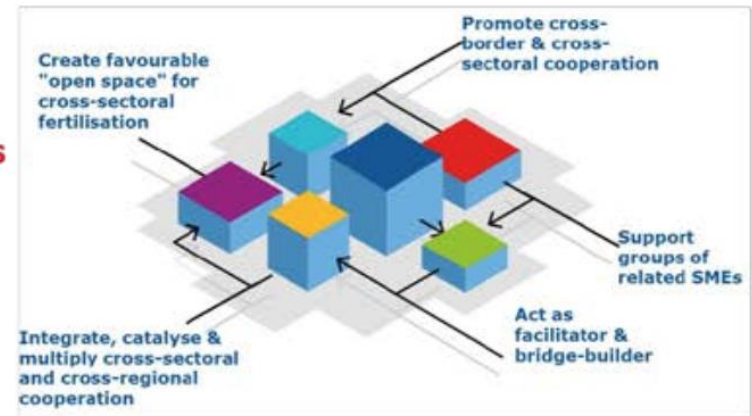 Promote cross-
border & cross-
sectoral cooperation
Create favourable
"open space" for
cross-sectoral
fertilisation
s
Support
groups of
related SMEs
Act as
facilitator &
bridge-builder
Integrate, catalyse &
multiply cross-sectoral
and cross-regional
cooperation